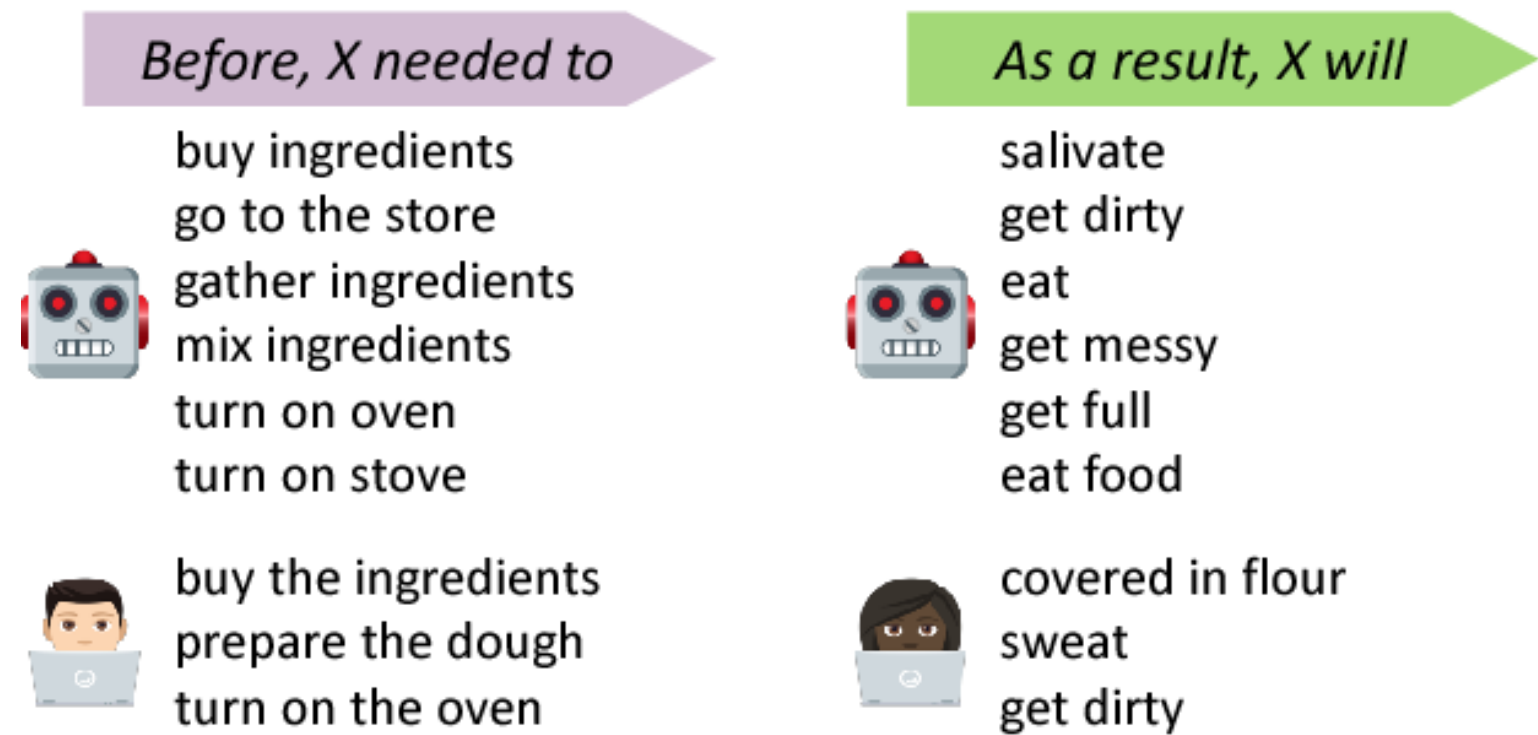 Before, X needed to
buy ingredients
go to the store
gather ingredients
mix ingredients
turn on oven
turn on stove
buy the ingredients
prepare the dough
turn on the oven
As a result, X will
salivate
get dirty
eat
get messy
get full
eat food
covered in flour
sweat
get dirty